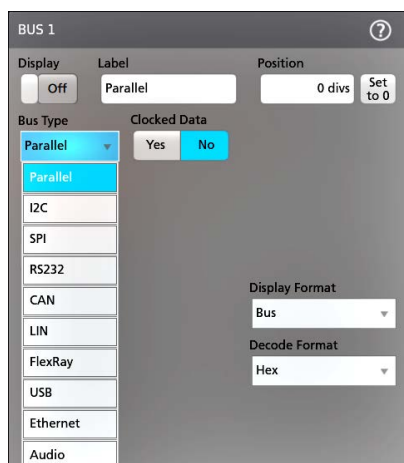 BUS 1
?
Display Label Position
Off Parallel 0 divs Set to 0
Bus Type Clocked Data
Parallel Yes No
Parallel
I2C
SPI
RS232
Display Format
CAN
Bus
LIN
Decode Format
FlexRay
Hex
USB
Ethernet
Audio